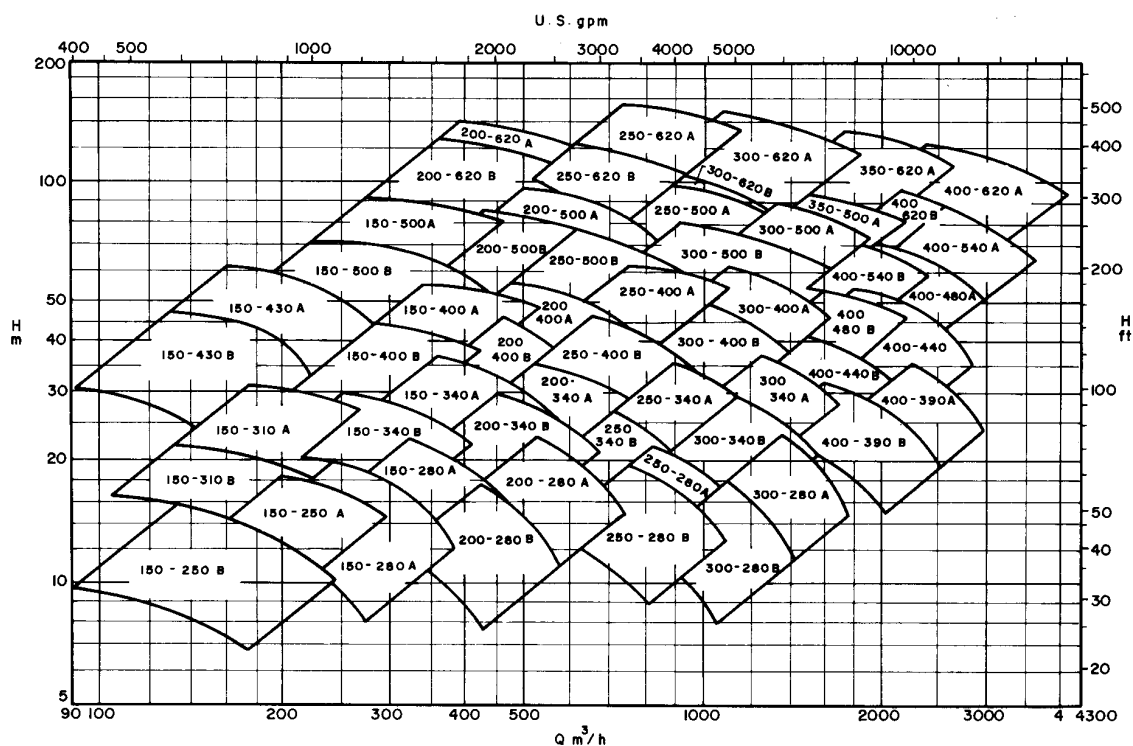 U.S. gpm
400 500 1000 2000 3000 4000 5000 10000
200
100
50
40
30
20
10
5
H
m
500
400
300
200
100
50
40
30
20
H
ft
200-620 A
250-620 A
300-620 A
350-620 A
400-620 A
200-620 B
250-620 B
300-620 B
400
620 B
150-500 A
200-500 A
250-500 A
350-500 A
300-500 A
400-540 A
150-500 B
200-500 B
250-500 B
300-500 B
400-540 B
150-430 A
150-400 A
200
400 A
250-400 A
300-400 A
400
480 B
400-480 A
150-430 B
150-400 B
200
400 B
250-400 B
300-400 B
400-440
400-440 B
150-340 A
200-
340 A
250-340 A
300
340 A
400-390 A
150-310 A
150-340 B
200-340 B
250
340 B
300-340 B
400-390 B
150-310 B
150-280 A
200-280 A
250-280A
300-280 A
150-250 A
150-250 B
150-280 A
200-280 B
250-280 B
300-280 B
90 100 200 300 400 500 1000 2000 3000 4 4300
Q m³/h